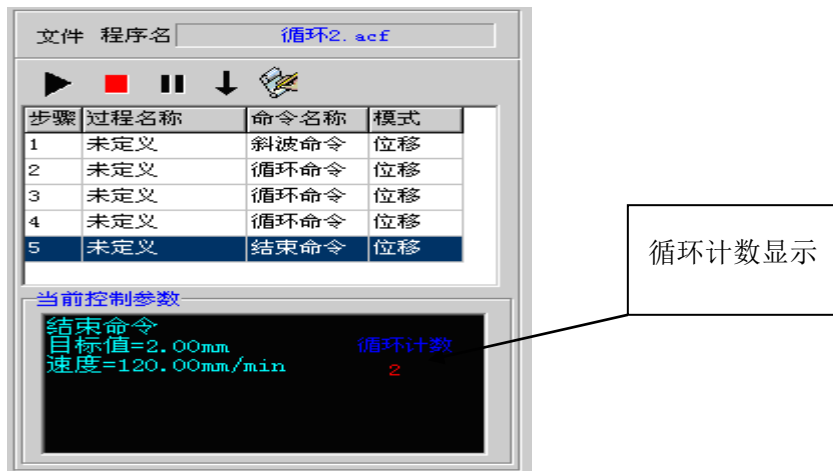 文件 程序名 循环2.acf
步骤 过程名称 命令名称 模式
1 未定义 斜波命令 位移
2 未定义 循环命令 位移
3 未定义 循环命令 位移
4 未定义 循环命令 位移
5 未定义 结束命令 位移
循环计数显示
当前控制参数
结束命令
目标值=2.00mm 循环计数
速度=120.00mm/min 2